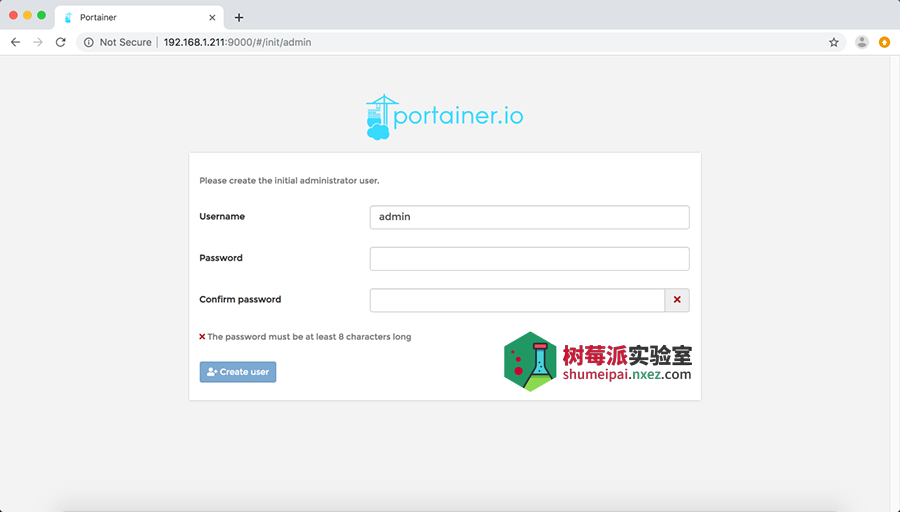 Portainer
Not Secure 192.168.1.211:9000/#/init/admin
portainer.io
Please create the initial administrator user.
Username admin
Password
Confirm password
The password must be at least 8 characters long
Create user
树莓派实验室
shumeipai.nxez.com